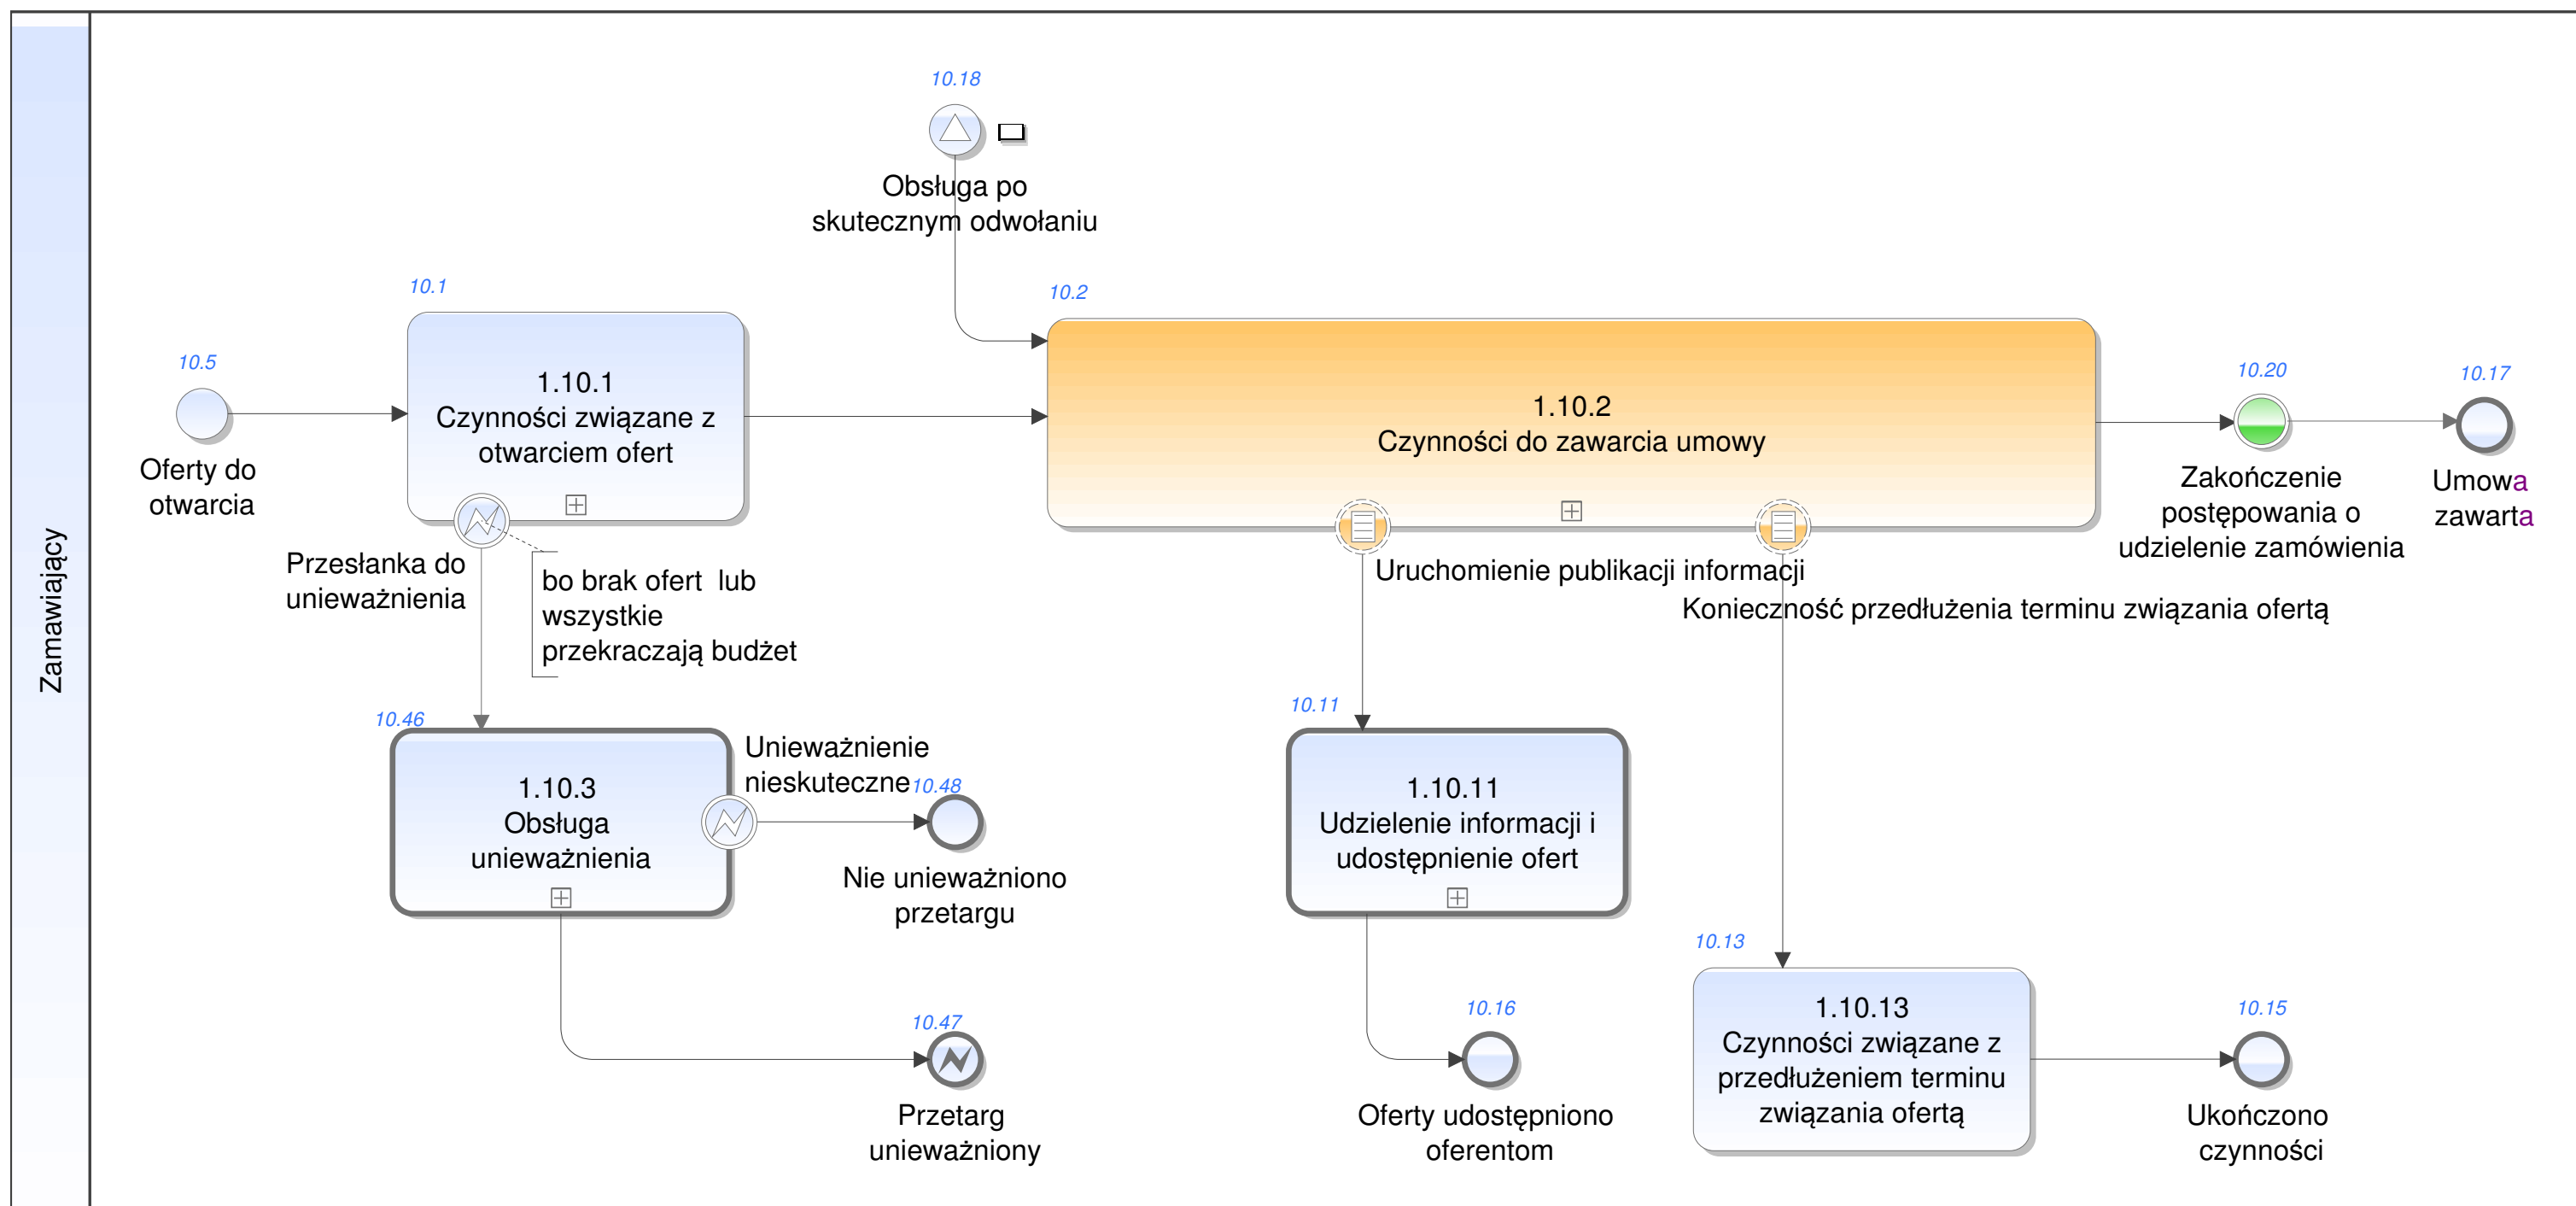 Zamawiający
10.18
Obsługa po
skutecznym odwołaniu
10.5
Oferty do
otwarcia
10.1
1.10.1
Czynności związane z
otwarciem ofert
10.2
1.10.2
Czynności do zawarcia umowy
10.20
Zakończenie
postępowania o
udzielenie zamówienia
10.17
Umowa
zawarta
Przesłanka do
unieważnienia
bo brak ofert lub
wszystkie
przekraczają budżet
Uruchomienie publikacji informacji
Konieczność przedłużenia terminu związania ofertą
10.46
1.10.3
Obsługa
unieważnienia
Unieważnienie
nieskuteczne
10.48
Nie unieważniono
przetargu
10.47
Przetarg
unieważniony
10.11
1.10.11
Udzielenie informacji i
udostępnienie ofert
10.16
Oferty udostępniono
oferentom
10.13
1.10.13
Czynności związane z
przedłużeniem terminu
związania ofertą
10.15
Ukończono
czynności